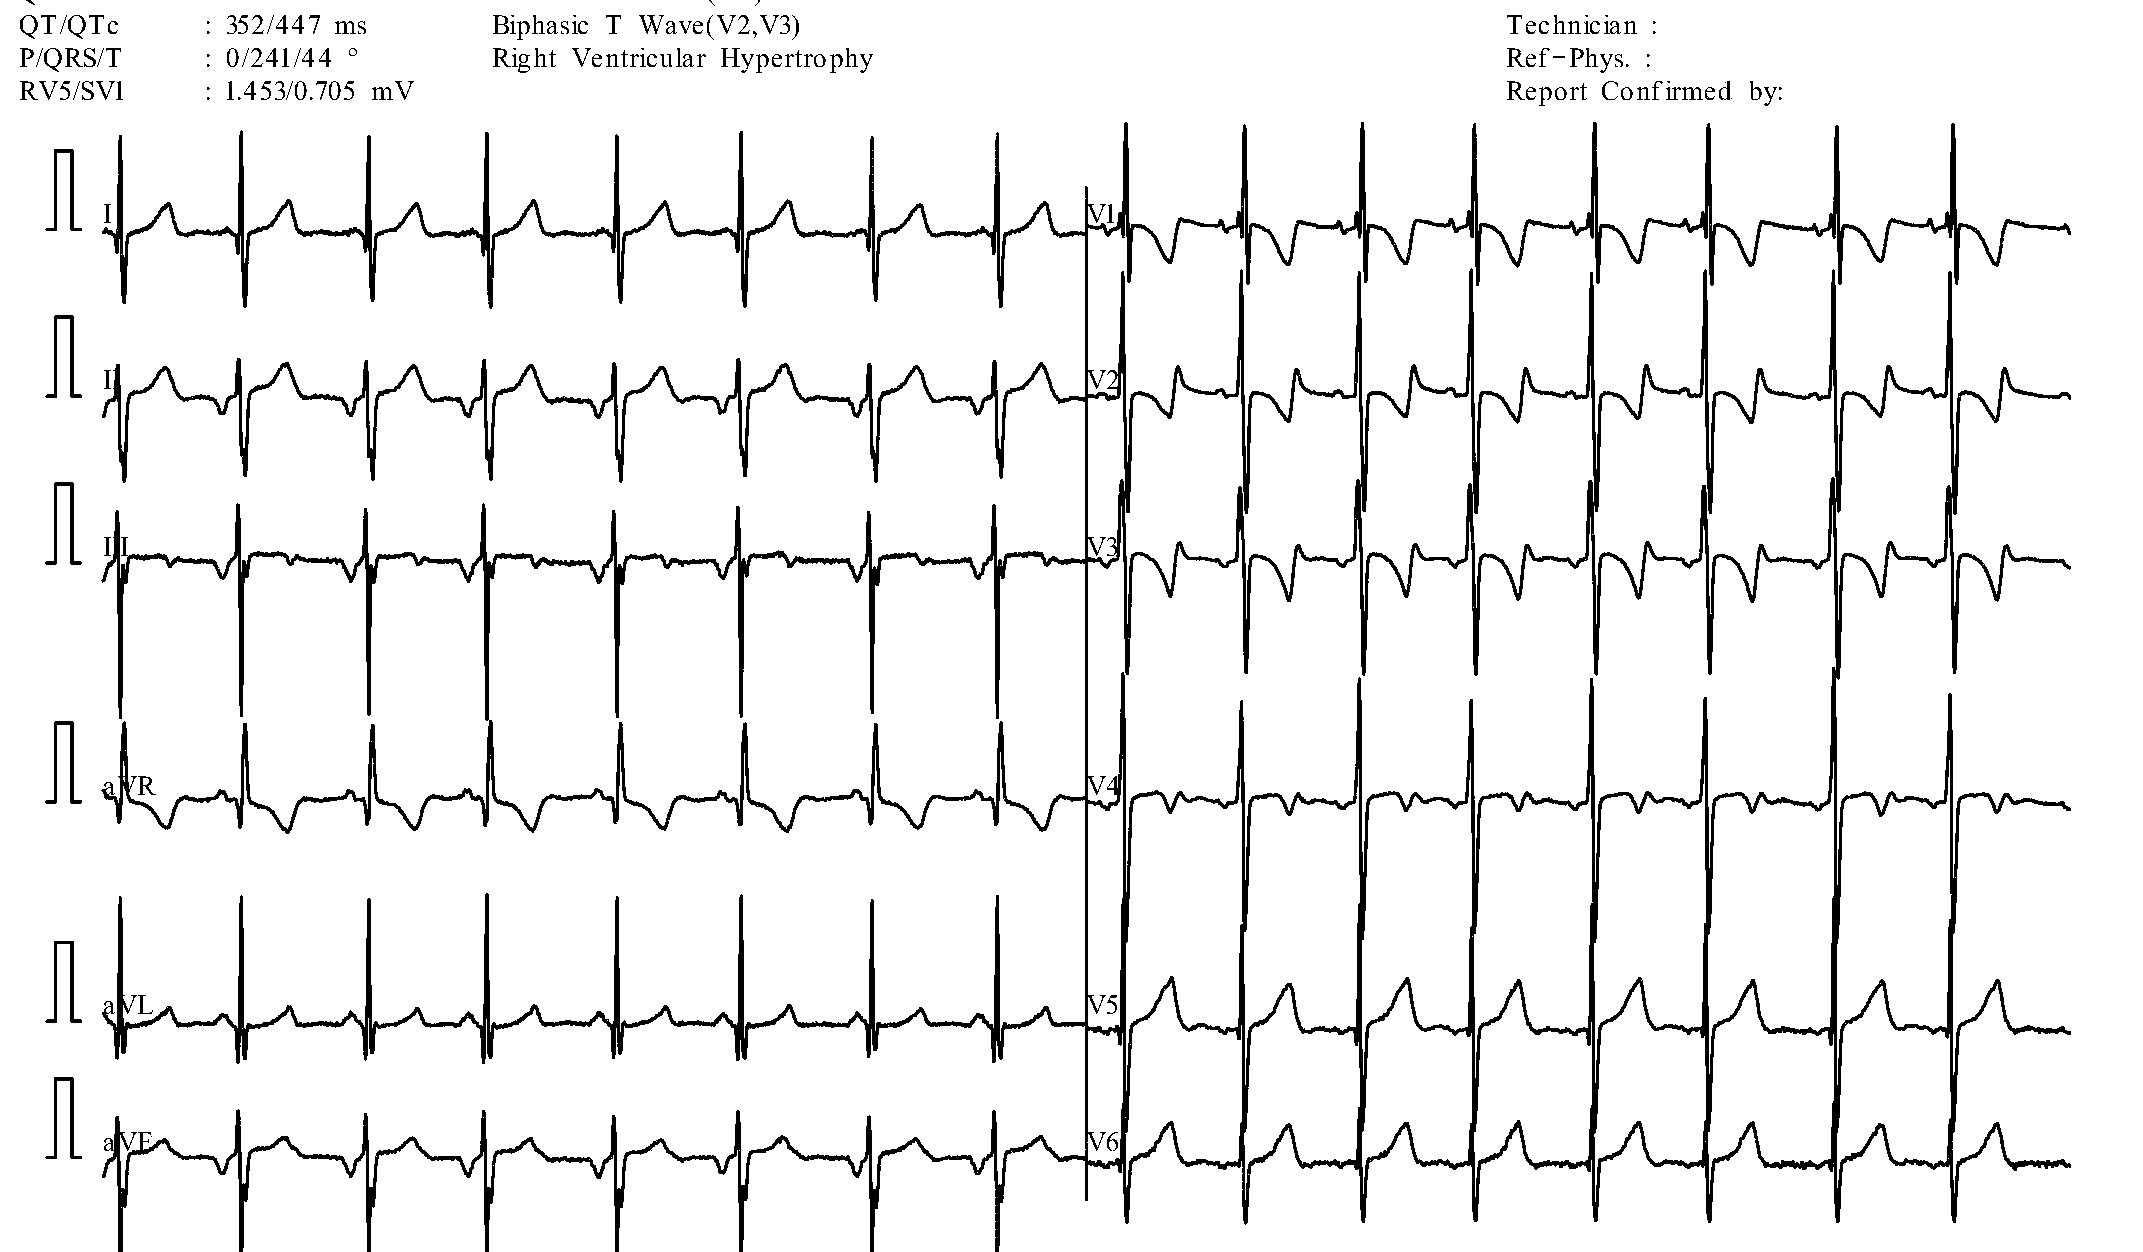 QT/QTc : 352/447 ms
P/QRS/T : 0/241/44 °
RV5/SV1 : 1.453/0.705 mV
Biphasic T Wave(V2,V3)
Right Ventricular Hypertrophy
Technician :
Ref-Phys. :
Report Confirmed by:
I
II
III
aVR
aVL
aVF
V1
V2
V3
V4
V5
V6